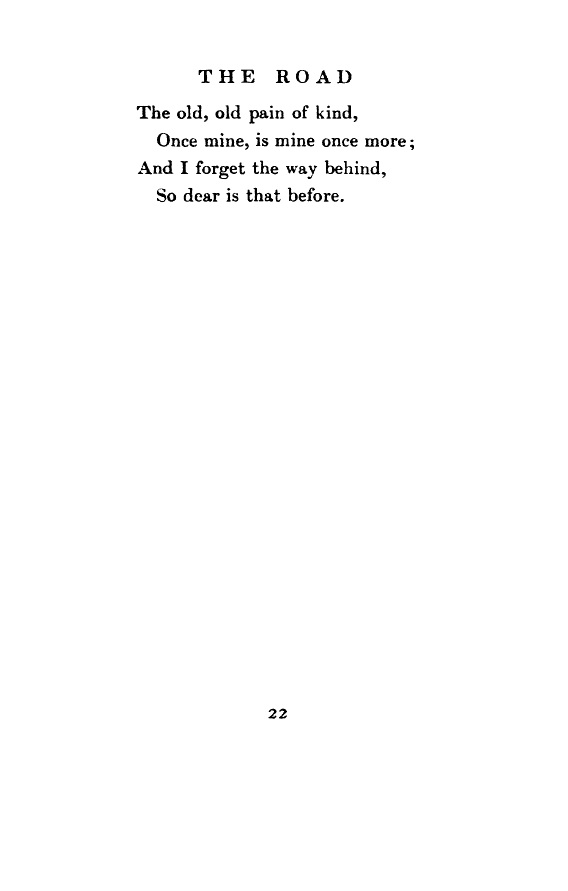 THE ROAD
The old, old pain of kind,
Once mine, is mine once more;
And I forget the way behind,
So dear is that before.
22